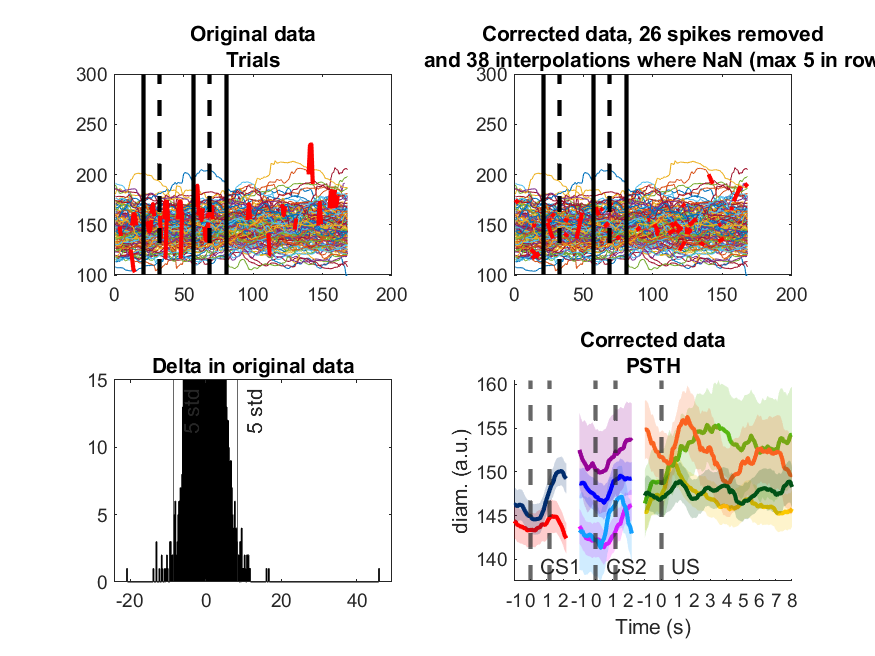 Original data
Trials
300
250
200
150
100
0 50 100 150 200
Corrected data, 26 spikes removed
and 38 interpolations where NaN (max 5 in row
300
250
200
150
100
0 50 100 150 200
Delta in original data
15
10
5
0
5 std
5 std
-20 0 20 40
Corrected data
PSTH
160
155
150
145
140
diam. (a.u.)
CS1 CS2 US
-1 0 1 2 -1 0 1 2 -1 0 1 2 3 4 5 6 7 8
Time (s)